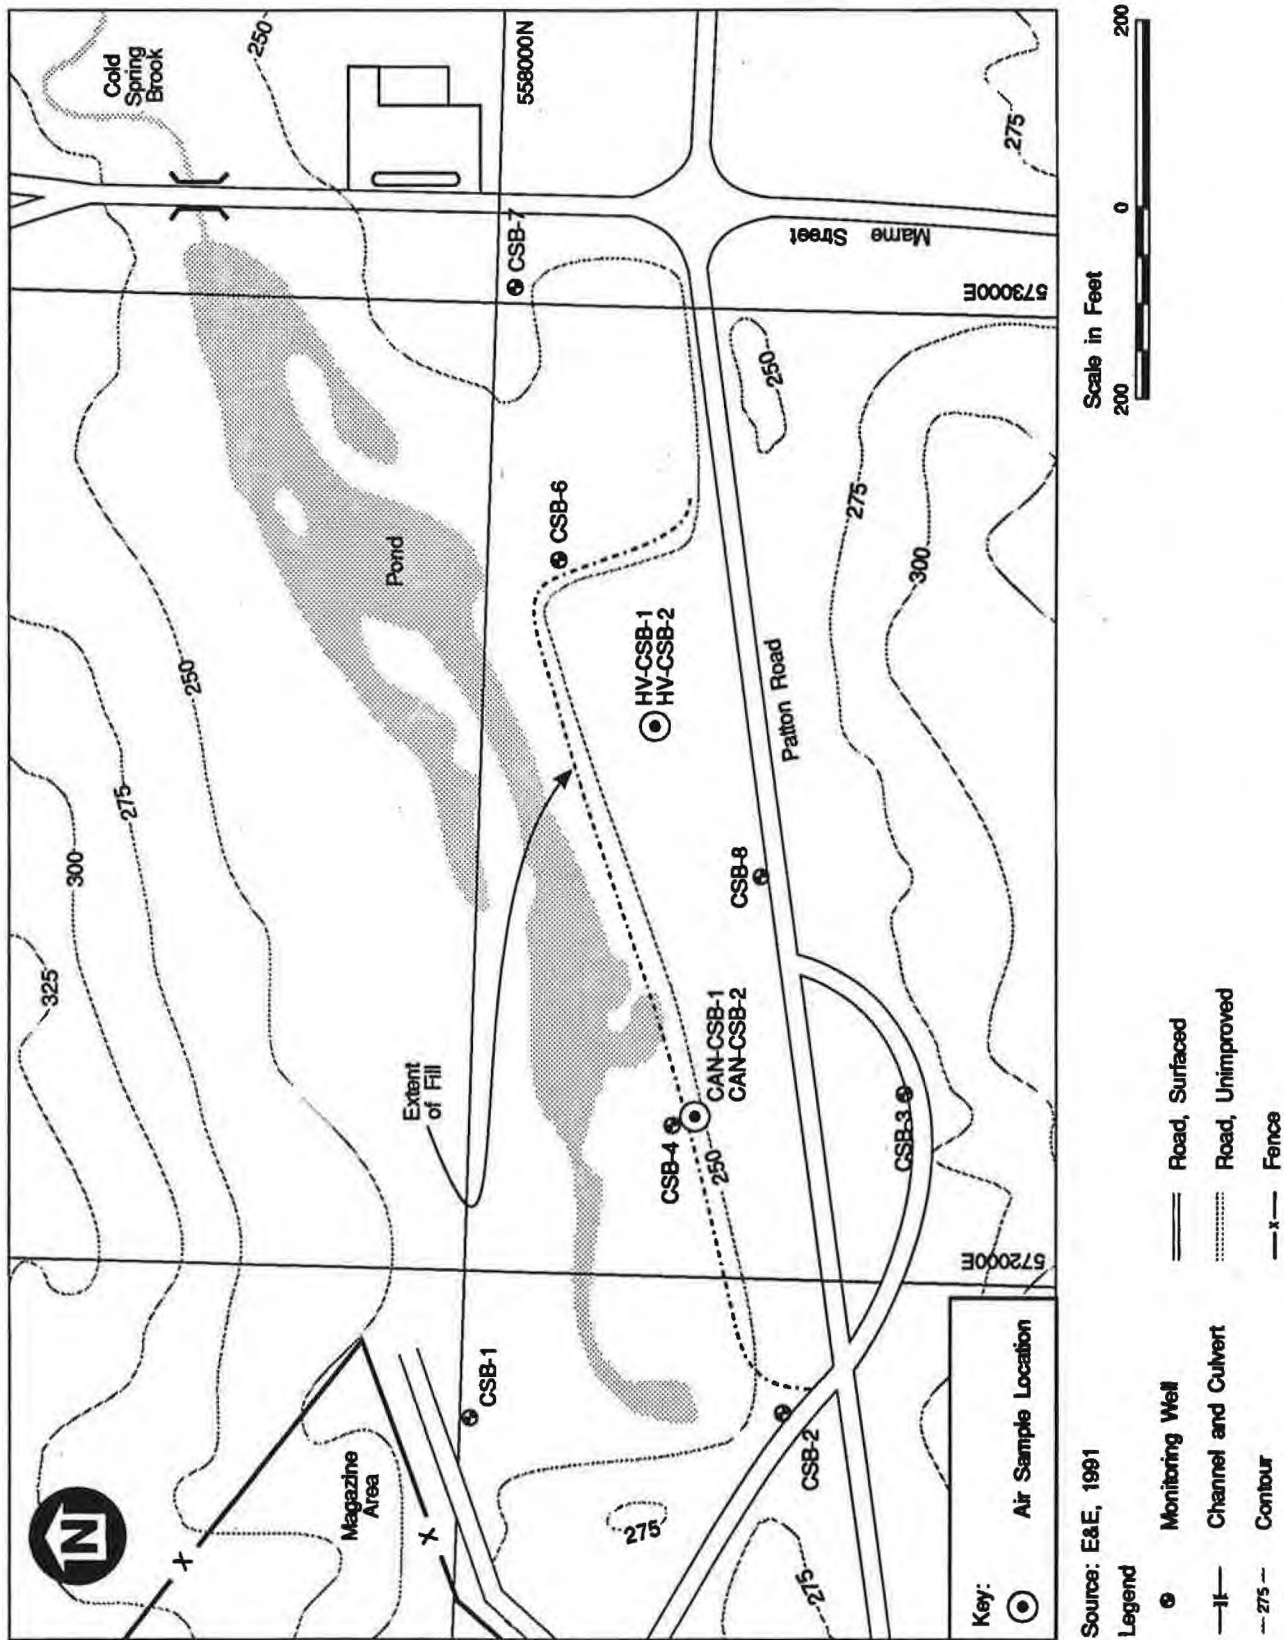 Cold
Spring
Brook
250
558000N
325
300
275
250
275
CSB-7
Pond
Marne
Street
573000E
CSB-6
250
Extent
of Fill
HV-CSB-1
HV-CSB-2
275
300
Patton Road
CSB-8
CAN-CSB-1
CAN-CSB-2
CSB-4
250
CSB-3
572000E
CSB-1
CSB-2
N
X
X
Magazine
Area
275
275
Key:
Air Sample Location
Source: E&E, 1991
Scale in Feet
200 0 200
Legend
Monitoring Well
Road, Surfaced
Channel and Culvert
Road, Unimproved
275 Contour
x Fence